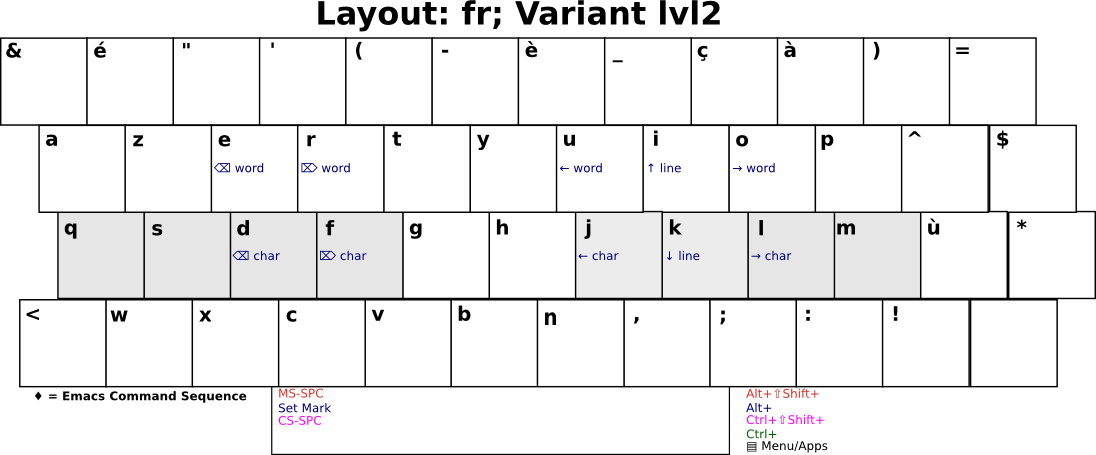 Layout: fr; Variant lvl2
& é " ' ( - è _ ç à ) =
a z e r t y u i o p ^ $
⌫ word ⌦ word ← word ↑ line → word
q s d f g h j k l m ù *
⌫ char ⌦ char ← char ↓ line → char
< w x c v b n , ; : !
♦ = Emacs Command Sequence
MS-SPC
Set Mark
CS-SPC
Alt+⇧Shift+
Alt+
Ctrl+⇧Shift+
Ctrl+
▤ Menu/Apps